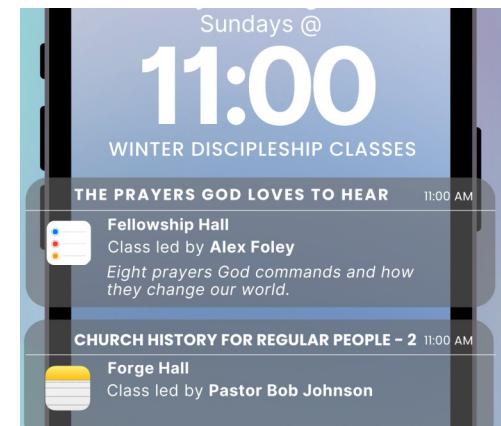 Sundays @
11:00
WINTER DISCIPLESHIP CLASSES
THE PRAYERS GOD LOVES TO HEAR 11:00 AM
Fellowship Hall
Class led by Alex Foley
Eight prayers God commands and how
they change our world.
CHURCH HISTORY FOR REGULAR PEOPLE – 2 11:00 AM
Forge Hall
Class led by Pastor Bob Johnson